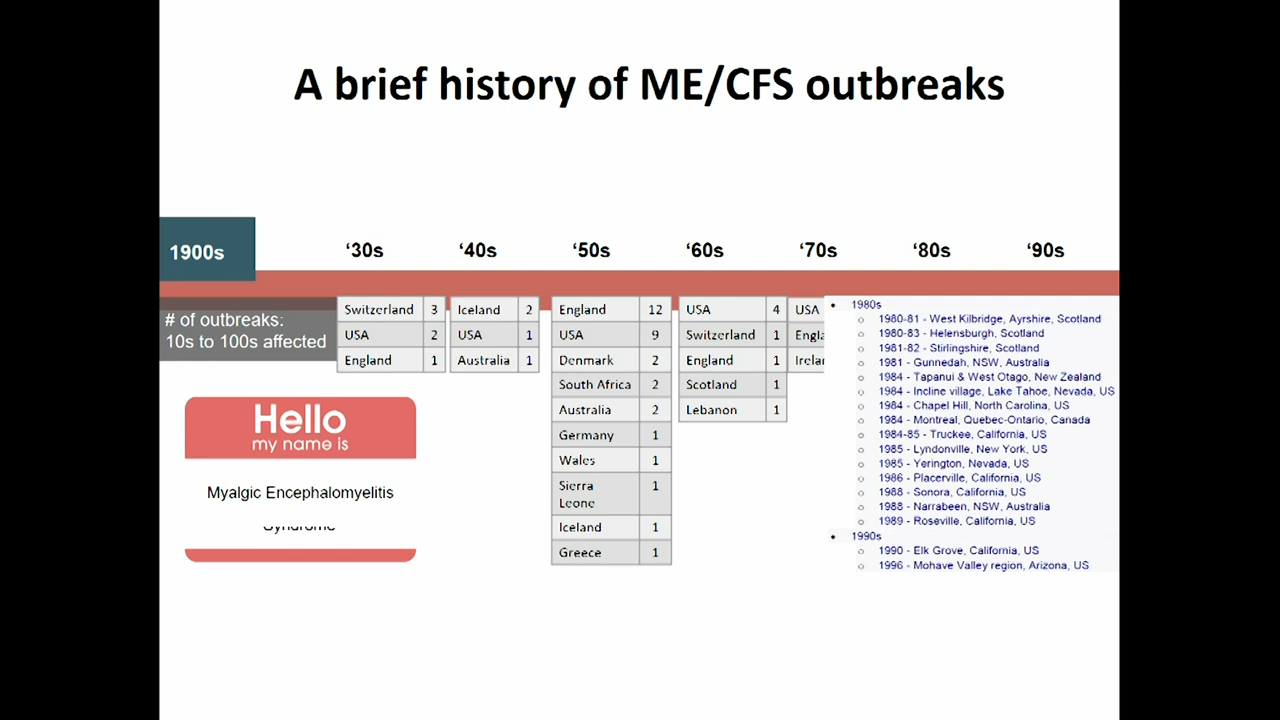 A brief history of ME/CFS outbreaks
1900s
‘30s
‘40s
‘50s
‘60s
‘70s
‘80s
‘90s
# of outbreaks:
10s to 100s affected
Switzerland 3
USA 2
England 1
Iceland 2
USA 1
Australia 1
England 12
USA 9
Denmark 2
South Africa 2
Australia 2
Germany 1
Wales 1
Sierra 1
Leone
Iceland 1
Greece 1
USA 4
Switzerland 1
England 1
Scotland 1
Lebanon 1
USA
• 1980s
o 1980-81 - West Kilbridge, Ayrshire, Scotland
o 1980-83 - Helensburgh, Scotland
o 1981-82 - Stirlingshire, Scotland
o 1981 - Gunnedah, NSW, Australia
o 1984 - Tapanui & West Otago, New Zealand
o 1984 - Incline village, Lake Tahoe, Nevada, US
o 1984 - Chapel Hill, North Carolina, US
o 1984 - Montreal, Quebec-Ontario, Canada
o 1984-85 - Truckee, California, US
o 1985 - Lyndonville, New York, US
o 1985 - Yerington, Nevada, US
o 1986 - Placerville, California, US
o 1988 - Sonora, California, US
o 1988 - Narrabeen, NSW, Australia
o 1989 - Roseville, California, US
• 1990s
o 1990 - Elk Grove, California, US
o 1996 - Mohave Valley region, Arizona, US
Hello
my name is
Myalgic Encephalomyelitis
Syndrome